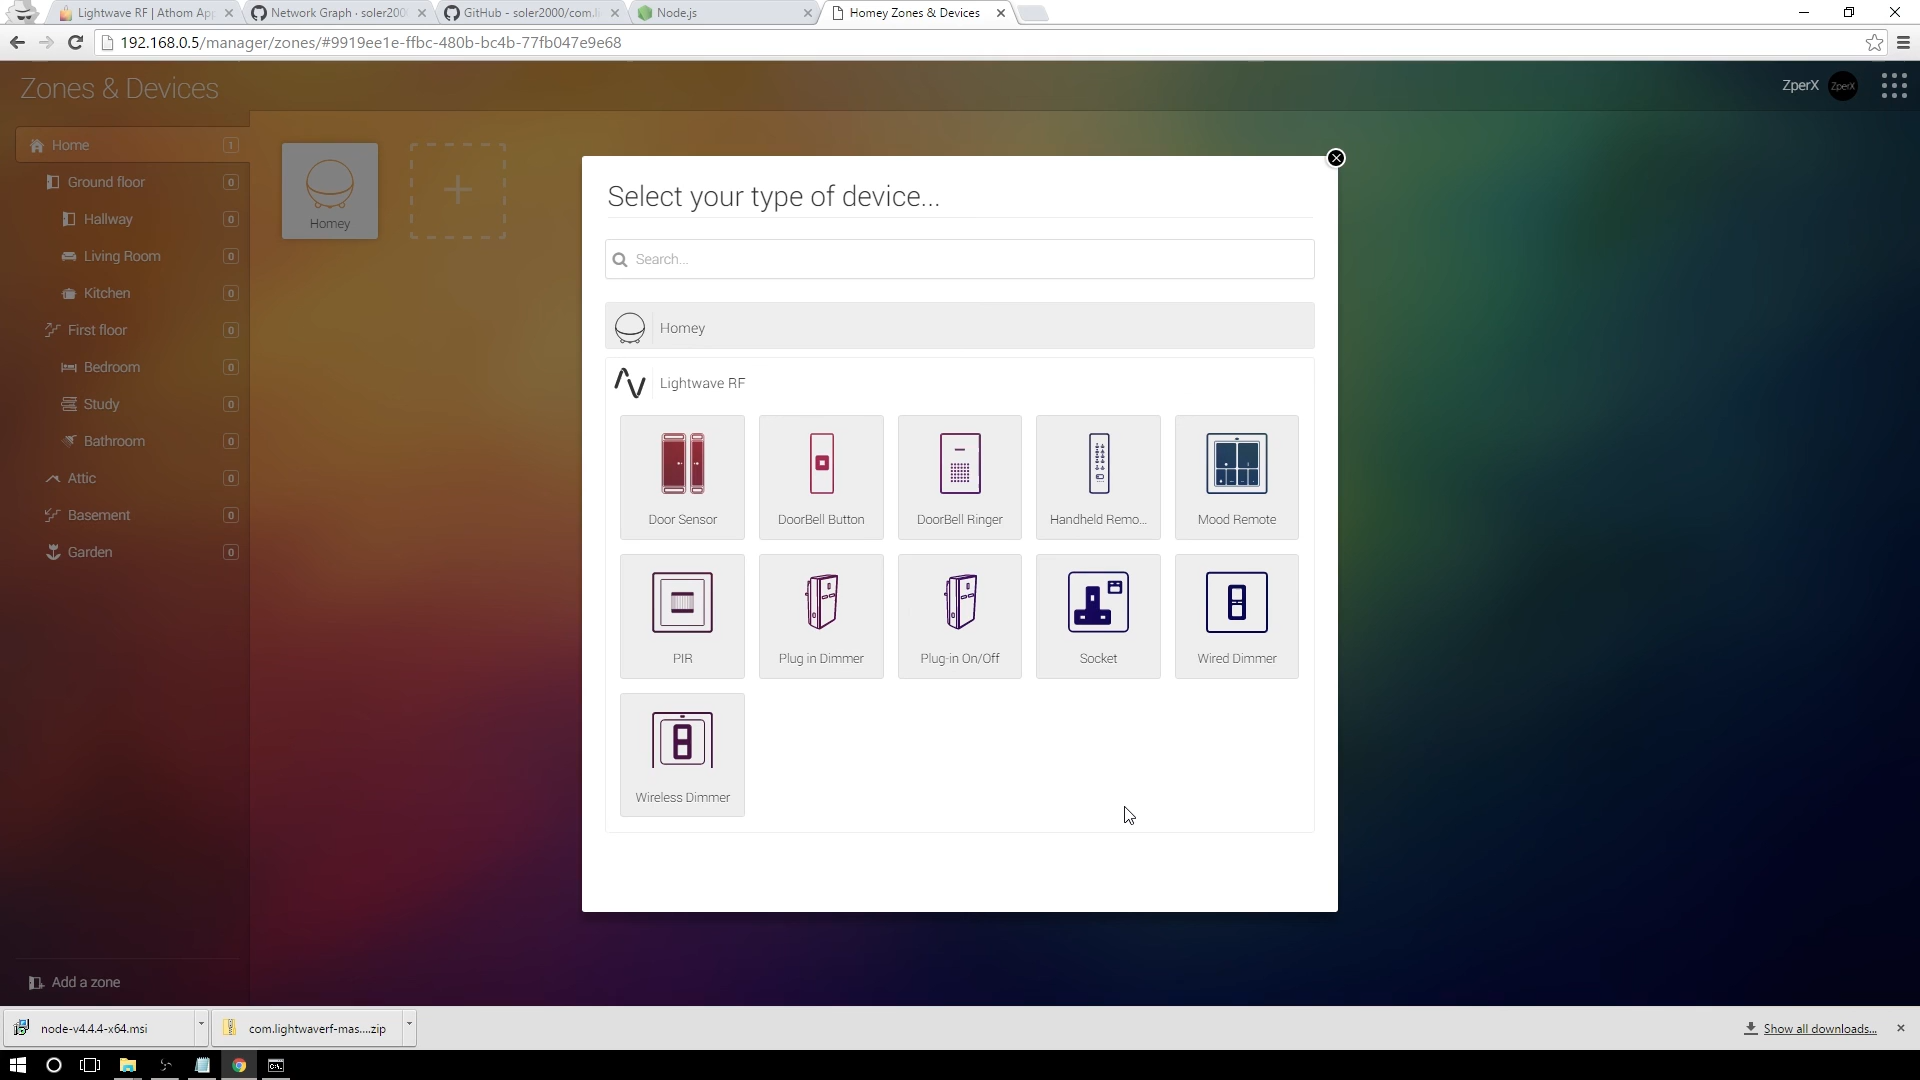 Lightwave RF | Athom App
Network Graph · soler200
GitHub - soler2000/com.li
Node.js
Homey Zones & Devices
192.168.0.5/manager/zones/#9919ee1e-ffbc-480b-bc4b-77fb047e9e68
Zones & Devices
ZperX
ZperX
Home 1
Ground floor 0
Hallway 0
Living Room 0
Kitchen 0
First floor 0
Bedroom 0
Study 0
Bathroom 0
Attic 0
Basement 0
Garden 0
Add a zone
Homey
Select your type of device...
Search...
Homey
Lightwave RF
Door Sensor
DoorBell Button
DoorBell Ringer
Handheld Remo...
Mood Remote
PIR
Plug in Dimmer
Plug-in On/Off
Socket
Wired Dimmer
Wireless Dimmer
node-v4.4.4-x64.msi
com.lightwaverf-mas....zip
Show all downloads...